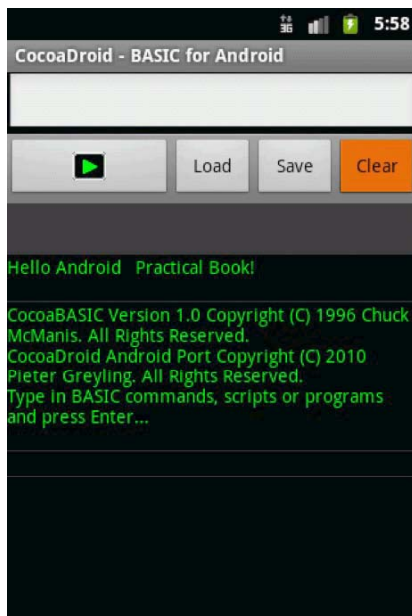 3G 5:58
CocoaDroid - BASIC for Android
Load Save Clear
Hello Android   Practical Book!
CocoaBASIC Version 1.0 Copyright (C) 1996 Chuck
McManis. All Rights Reserved.
CocoaDroid Android Port Copyright (C) 2010
Pieter Greyling. All Rights Reserved.
Type in BASIC commands, scripts or programs
and press Enter...